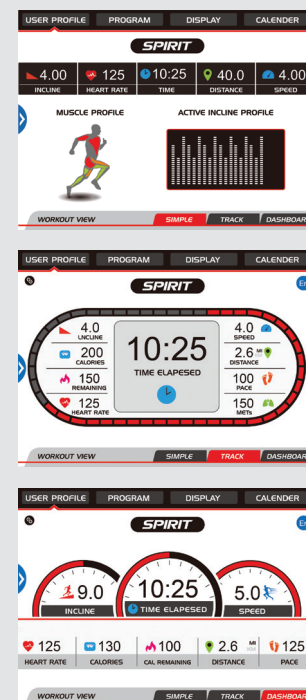 USER PROFILE PROGRAM DISPLAY CALENDER
SPIRIT
4.00 125 10:25 40.0 4.00
INCLINE HEART RATE TIME DISTANCE SPEED
MUSCLE PROFILE ACTIVE INCLINE PROFILE
WORKOUT VIEW SIMPLE TRACK DASHBOAR
USER PROFILE PROGRAM DISPLAY CALENDER
SPIRIT En
4.0 4.0
UNCLINE SPEED
200 10:25 2.6 MI
CALORIES DISTANCE
TIME ELAPESED
150 100
REMAINING PACE
125 150
HEART RATE METs
WORKOUT VIEW SIMPLE TRACK DASHBOAR
USER PROFILE PROGRAM DISPLAY CALENDER
SPIRIT En
9.0 10:25 5.0
INCLINE TIME ELAPESED SPEED
125 130 100 2.6 MI 125
HEART RATE CALORIES CAL REMAINING DISTANCE PACE
WORKOUT VIEW SIMPLE TRACK DASHBOAR